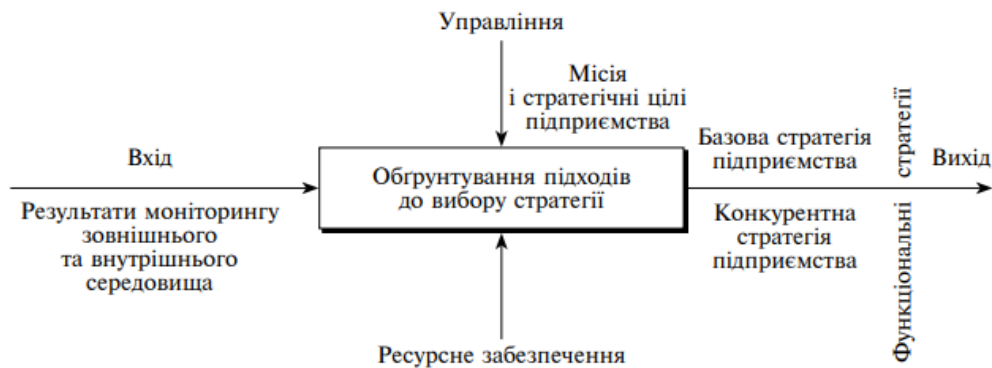 Управління
Місія
і стратегічні цілі
підприємства
Вхід
Результати моніторингу
зовнішнього
та внутрішнього
середовища
Обґрунтування підходів
до вибору стратегії
Базова стратегія
підприємства
Конкурентна
стратегія
підприємства
Функціональні стратегії
Вихід
Ресурсне забезпечення